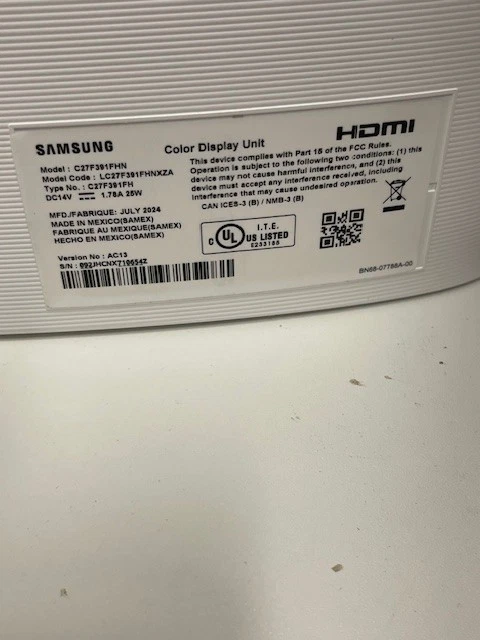 SAMSUNG
Color Display Unit
HDMI
Model : C27F391FHN
Model Code : LC27F391FHNXZA
Type No. : C27F391FH
DC14V ⎓ 1.78A 25W
MFD./FABRIQUE: JULY 2024
MADE IN MEXICO(SAMEX)
FABRIQUE AU MEXIQUE(SAMEX)
HECHO EN MEXICO(SAMEX)
Version No : AC13
S/N : 092JHCNX710654Z
This device complies with Part 15 of the FCC Rules.
Operation is subject to the following two conditions: (1) this
device may not cause harmful interference, and (2) this
device must accept any interference received, including
interference that may cause undesired operation.
CAN ICES-3 (B) / NMB-3 (B)
C UL US LISTED
I.T.E.
E233188
BN68-07788A-00